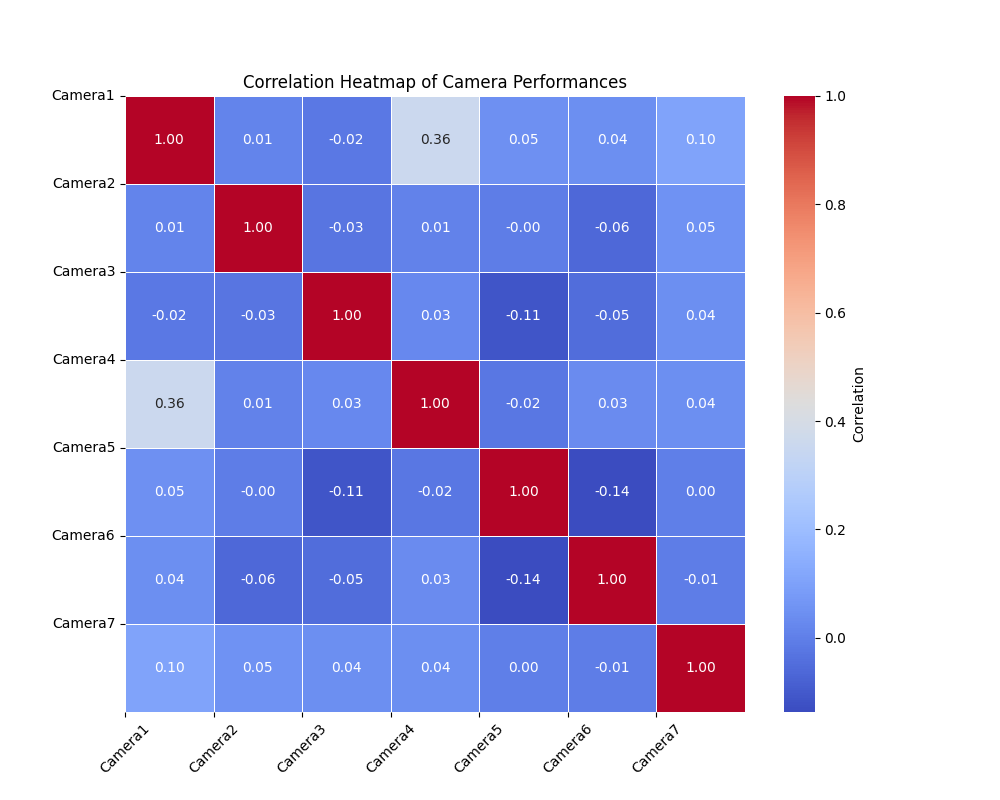 Correlation Heatmap of Camera Performances
Camera1
1.00 0.01 -0.02 0.36 0.05 0.04 0.10
Camera2
0.01 1.00 -0.03 0.01 -0.00 -0.06 0.05
Camera3
-0.02 -0.03 1.00 0.03 -0.11 -0.05 0.04
Camera4
0.36 0.01 0.03 1.00 -0.02 0.03 0.04
Camera5
0.05 -0.00 -0.11 -0.02 1.00 -0.14 0.00
Camera6
0.04 -0.06 -0.05 0.03 -0.14 1.00 -0.01
Camera7
0.10 0.05 0.04 0.04 0.00 -0.01 1.00
Camera1 Camera2 Camera3 Camera4 Camera5 Camera6 Camera7
1.0
0.8
0.6
0.4
0.2
0.0
Correlation